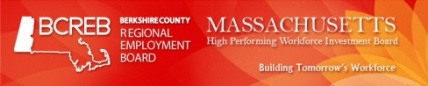 BCREB
BERKSHIRE COUNTY
REGIONAL
EMPLOYMENT
BOARD
MASSACHUSETTS
High Performing Workforce Investment Board
Building Tomorrow's Workforce